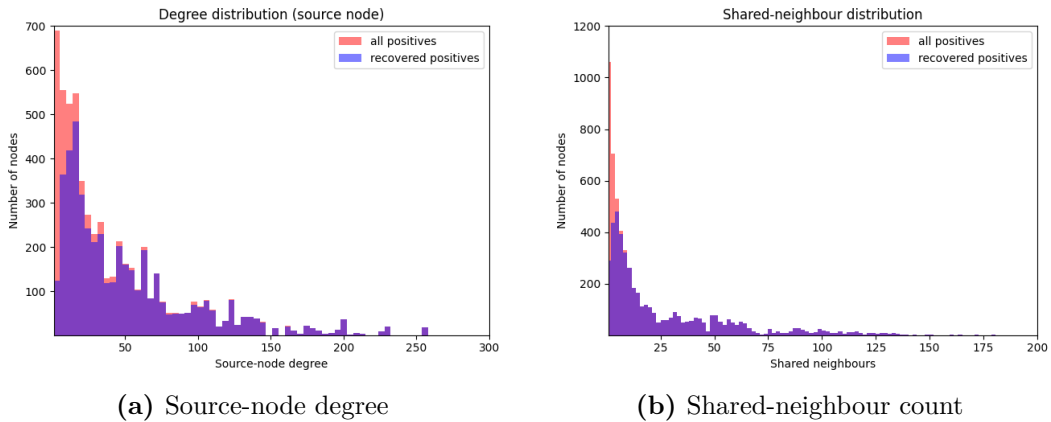 Degree distribution (source node)
700
600
500
400
300
200
100
Number of nodes
all positives
recovered positives
50
100
150
200
250
300
Source-node degree
(a) Source-node degree
Shared-neighbour distribution
1200
1000
800
600
400
200
0
Number of nodes
all positives
recovered positives
25
50
75
100
125
150
175
200
Shared neighbours
(b) Shared-neighbour count